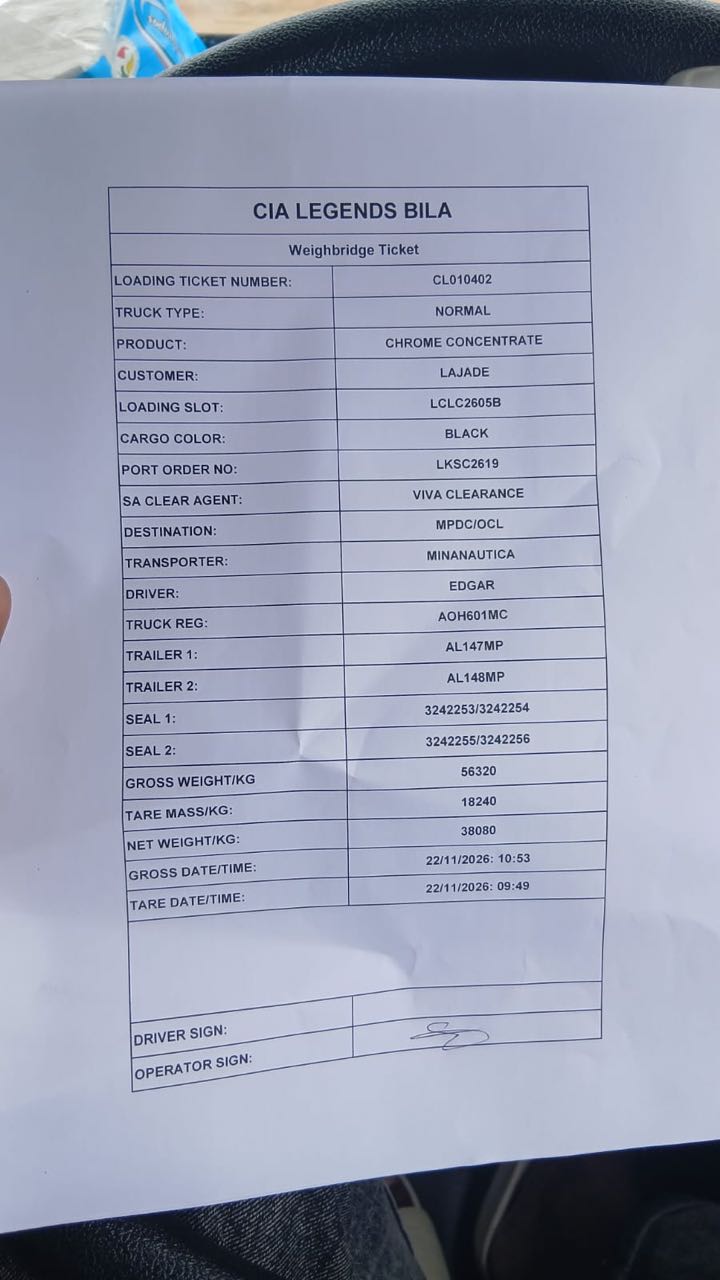 CIA LEGENDS BILA
Weighbridge Ticket
LOADING TICKET NUMBER: CL010402
TRUCK TYPE: NORMAL
PRODUCT: CHROME CONCENTRATE
CUSTOMER: LAJADE
LOADING SLOT: LCLC2605B
CARGO COLOR: BLACK
PORT ORDER NO: LKSC2619
SA CLEAR AGENT: VIVA CLEARANCE
DESTINATION: MPDC/OCL
TRANSPORTER: MINANAUTICA
DRIVER: EDGAR
TRUCK REG: AOH601MC
TRAILER 1: AL147MP
TRAILER 2: AL148MP
SEAL 1: 3242253/3242254
SEAL 2: 3242255/3242256
GROSS WEIGHT/KG 56320
TARE MASS/KG: 18240
NET WEIGHT/KG: 38080
GROSS DATE/TIME: 22/11/2026: 10:53
TARE DATE/TIME: 22/11/2026: 09:49
DRIVER SIGN:
OPERATOR SIGN: